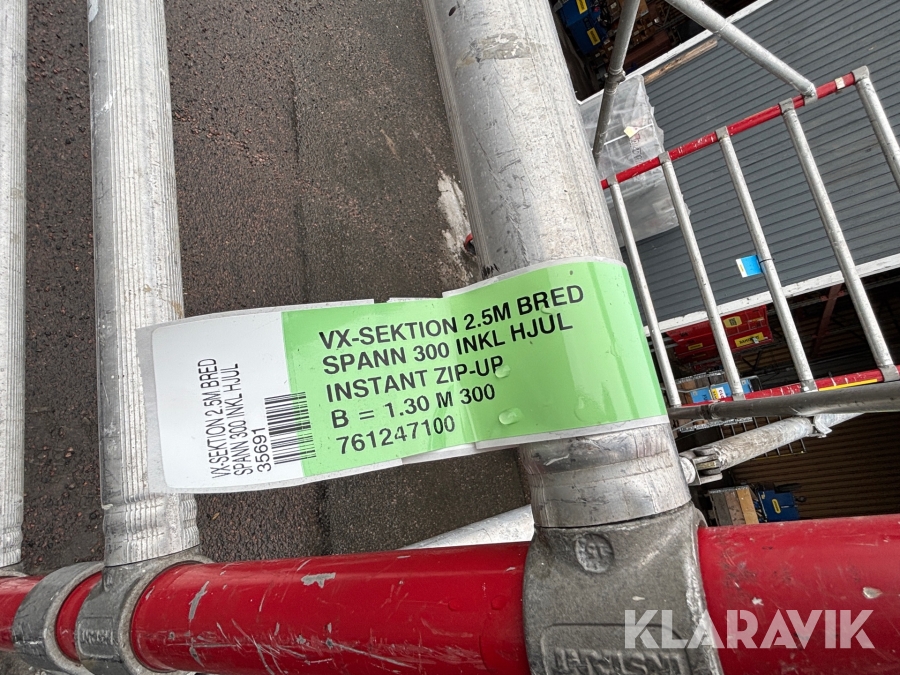 VX-SEKTION 2.5M BRED
SPANN 300 INKL HJUL
35691
VX-SEKTION 2.5M BRED
SPANN 300 INKL HJUL
INSTANT ZIP-UP
B = 1.30 M 300
761247100
KLARAVIK